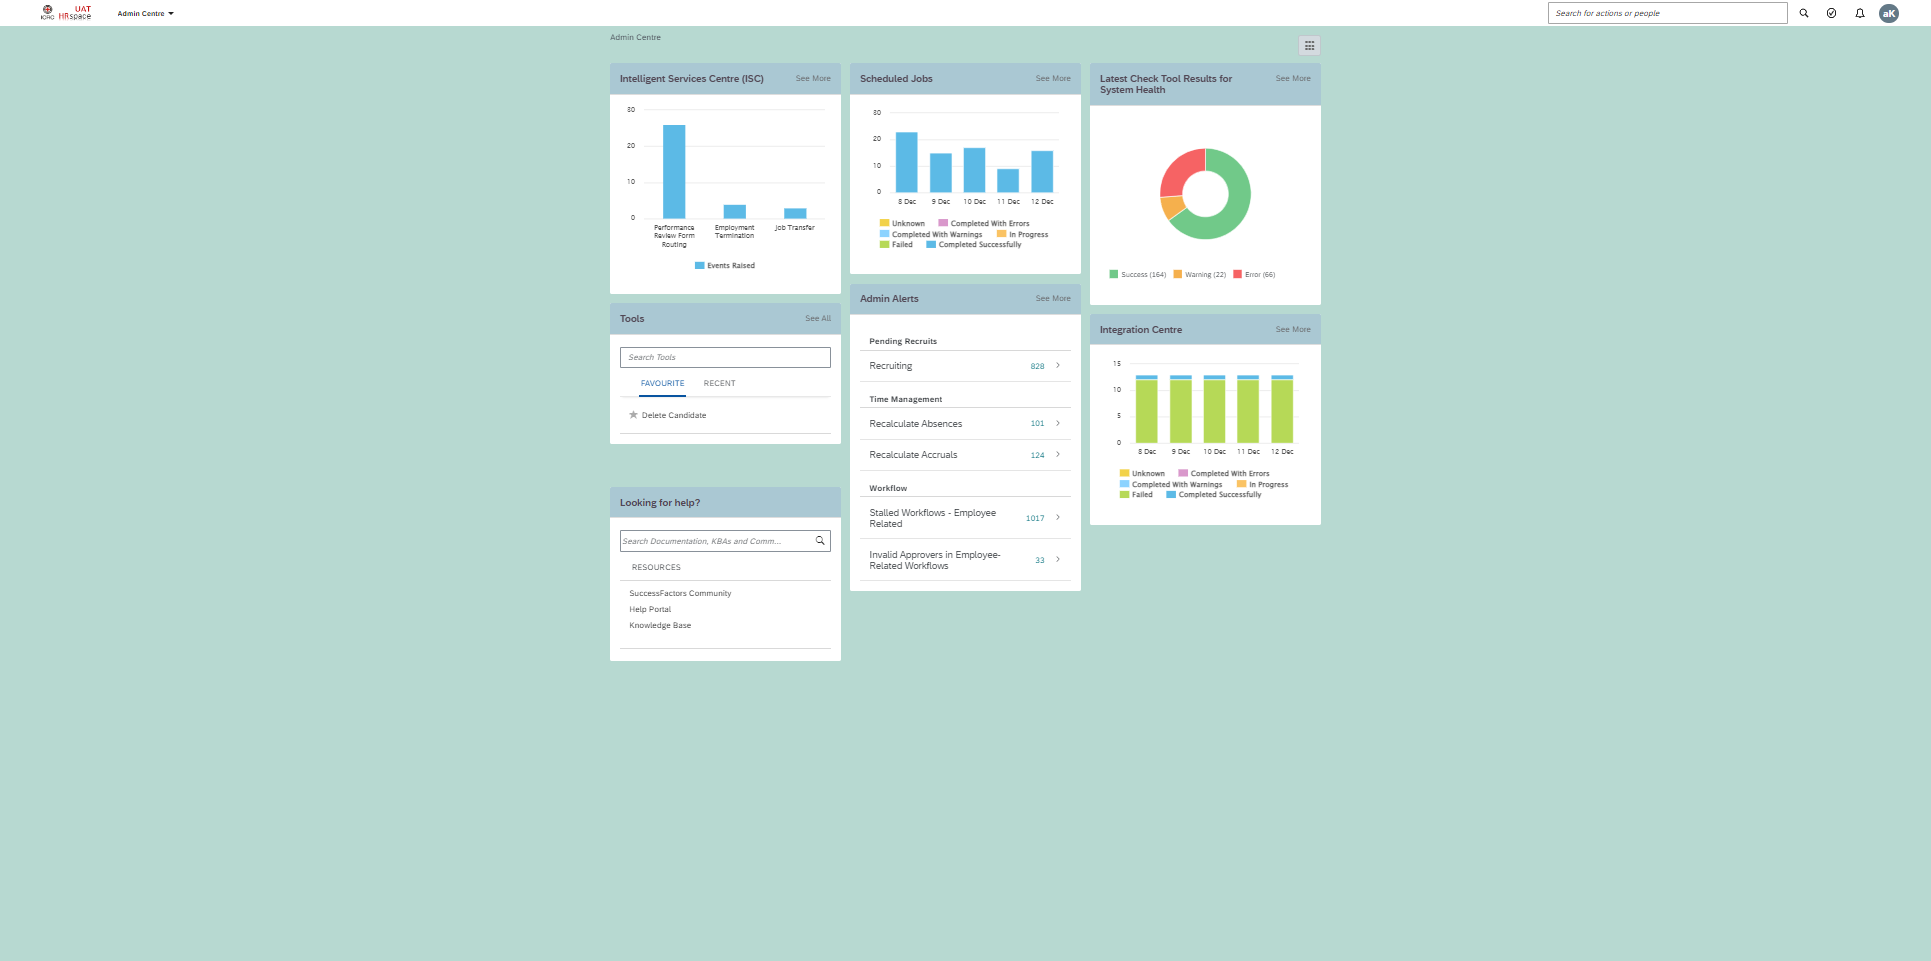 ICRC
UAT
HRspace
Admin Centre
Search for actions or people
aK
Admin Centre
Intelligent Services Centre (ISC)
See More
30
20
10
0
Performance
Review Form
Routing
Employment
Termination
Job Transfer
Events Raised
Tools
See All
Search Tools
FAVOURITE
RECENT
Delete Candidate
Looking for help?
Search Documentation, KBAs and Comm...
RESOURCES
SuccessFactors Community
Help Portal
Knowledge Base
Scheduled Jobs
See More
30
20
10
0
8 Dec
9 Dec
10 Dec
11 Dec
12 Dec
Unknown
Completed With Errors
Completed With Warnings
In Progress
Failed
Completed Successfully
Admin Alerts
See More
Pending Recruits
Recruiting
828
Time Management
Recalculate Absences
101
Recalculate Accruals
124
Workflow
Stalled Workflows - Employee
Related
1017
Invalid Approvers in Employee-
Related Workflows
33
Latest Check Tool Results for
System Health
See More
Success (164)
Warning (22)
Error (66)
Integration Centre
See More
15
10
5
0
8 Dec
9 Dec
10 Dec
11 Dec
12 Dec
Unknown
Completed With Errors
Completed With Warnings
In Progress
Failed
Completed Successfully